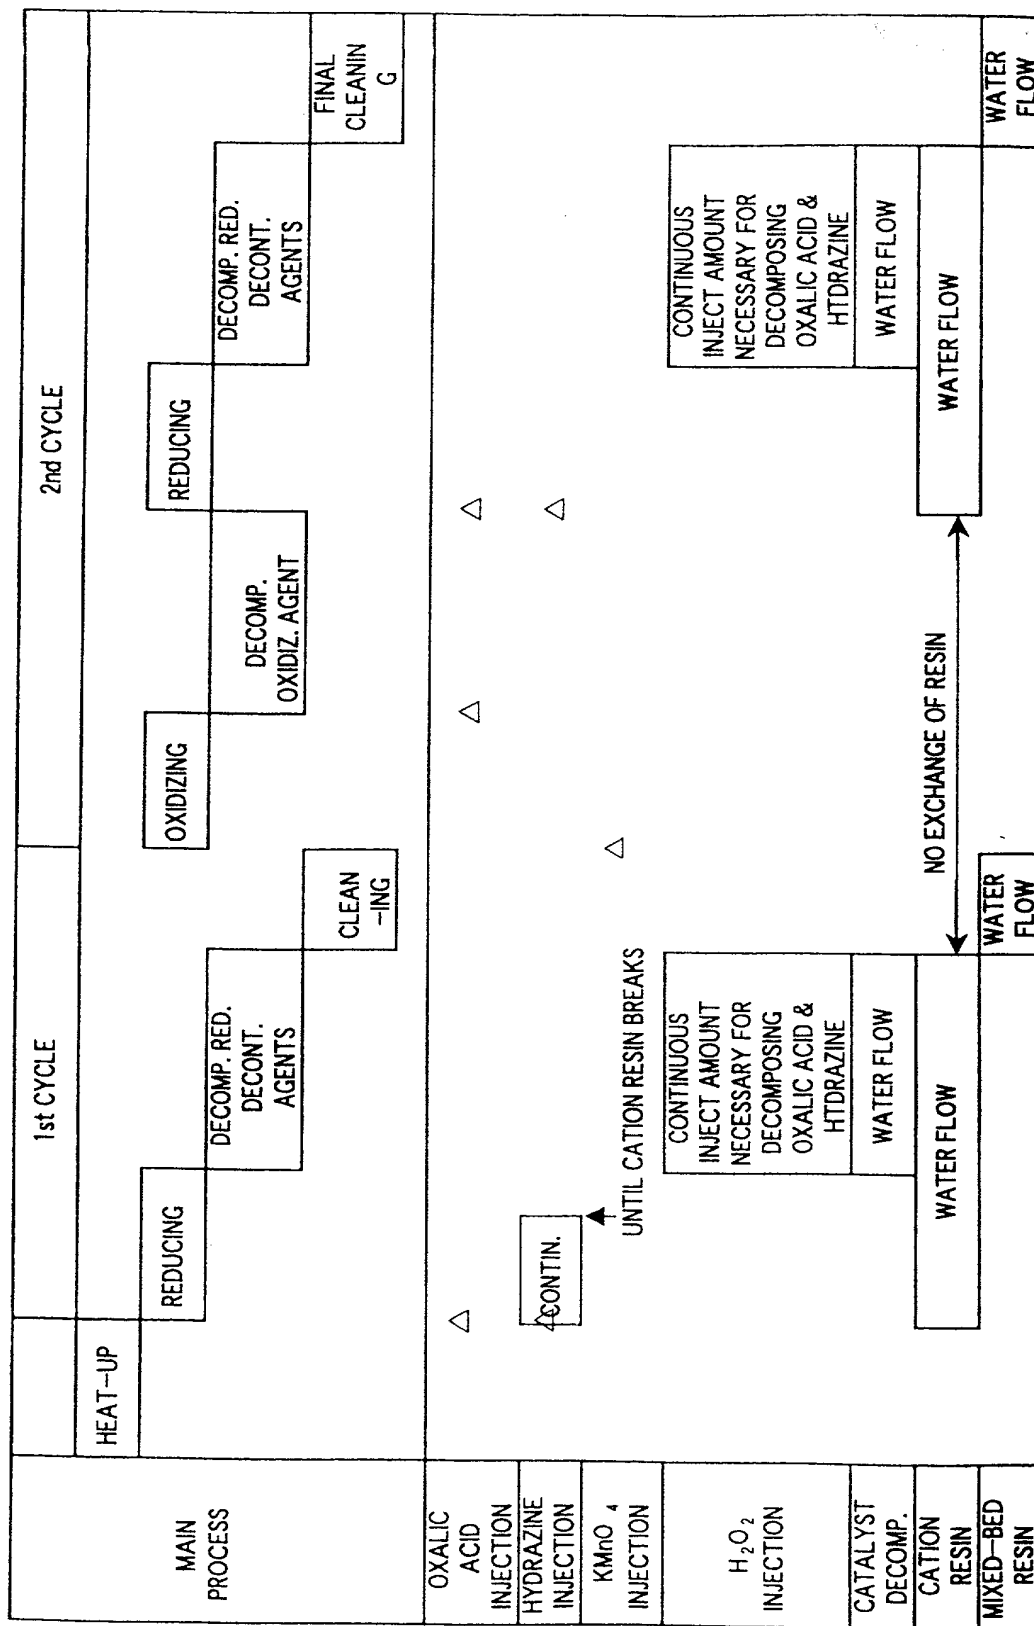 1st CYCLE
2nd CYCLE
MAIN
PROCESS
HEAT-UP
REDUCING
DECOMP. RED.
DECONT.
AGENTS
CLEAN
-ING
OXIDIZING
DECOMP.
OXIDIZ. AGENT
REDUCING
DECOMP. RED.
DECONT.
AGENTS
FINAL
CLEANIN
G
OXALIC
ACID
INJECTION
△
△
△
HYDRAZINE
INJECTION
△
CONTIN.
△
KMnO4
INJECTION
UNTIL CATION RESIN BREAKS
△
H2O2
INJECTION
CONTINUOUS
INJECT AMOUNT
NECESSARY FOR
DECOMPOSING
OXALIC ACID &
HTDRAZINE
CONTINUOUS
INJECT AMOUNT
NECESSARY FOR
DECOMPOSING
OXALIC ACID &
HTDRAZINE
CATALYST
DECOMP.
WATER FLOW
WATER FLOW
CATION
RESIN
WATER FLOW
NO EXCHANGE OF RESIN
WATER FLOW
MIXED-BED
RESIN
WATER
FLOW
WATER
FLOW